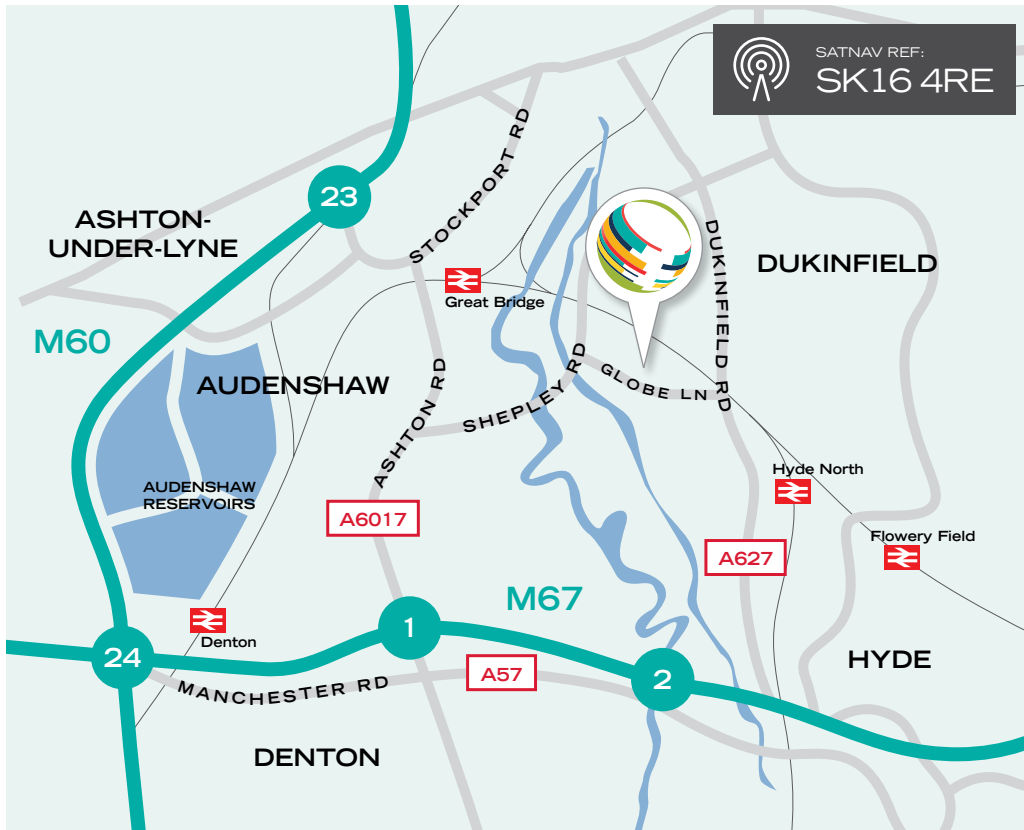 SATNAV REF:
SK16 4RE
23
STOCKPORT RD
ASHTON-
UNDER-LYNE
DUKINFIELD
DUKINFIELD RD
Great Bridge
M60
AUDENSHAW
ASHTON RD
SHEPLEY RD
GLOBE LN
AUDENSHAW
RESERVOIRS
Hyde North
A6017
Flowery Field
A627
M67
Denton
1
24
HYDE
A57
2
MANCHESTER RD
DENTON